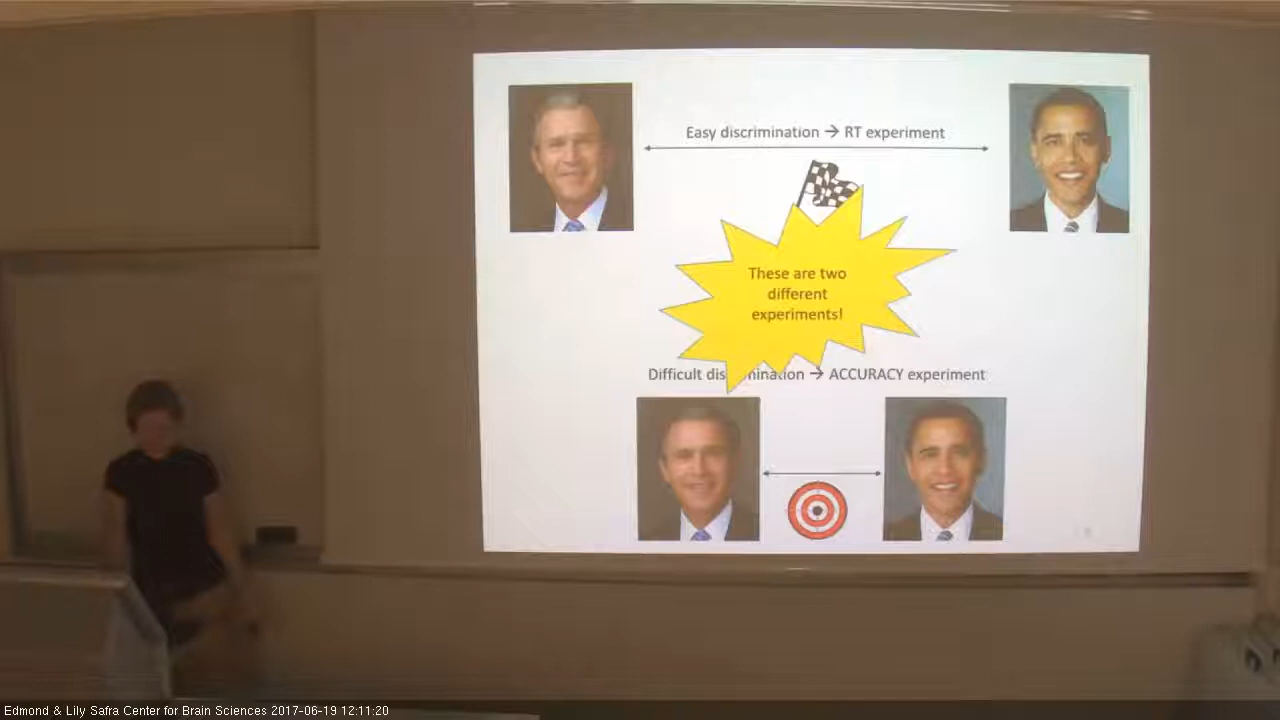 Easy discrimination → RT experiment
These are two
different
experiments!
Difficult dis mination → ACCURACY experiment
Edmond & Lily Safra Center for Brain Sciences 2017-06-19 12:11:20